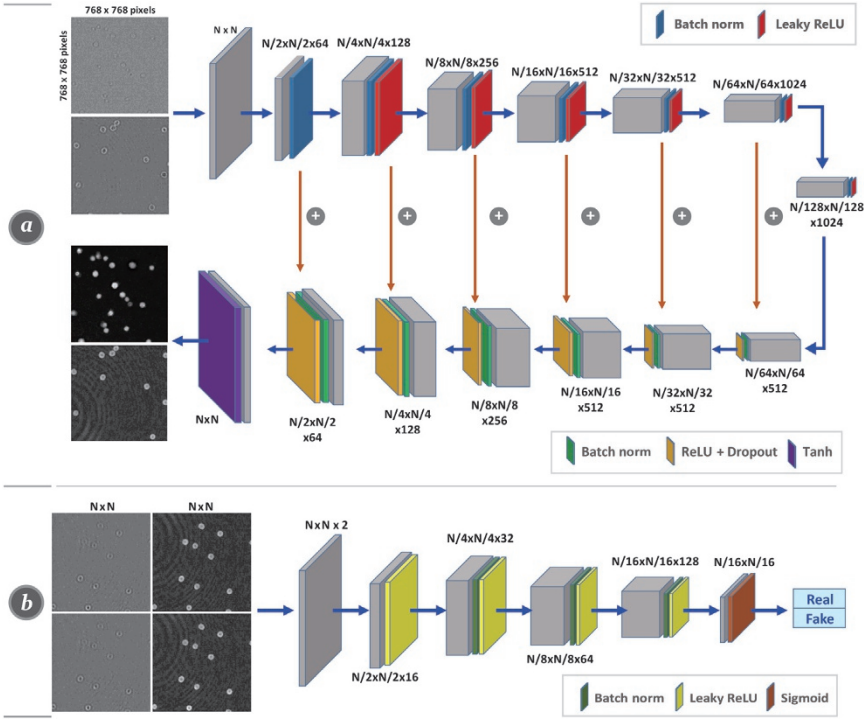 768 x 768 pixels
768 x 768 pixels
N x N
N/2xN/2x64
N/4xN/4x128
N/8xN/8x256
N/16xN/16x512
N/32xN/32x512
N/64xN/64x1024
Batch norm
Leaky ReLU
N/128xN/128
x1024
+
+
+
+
+
+
a
NxN
N/2xN/2
x64
N/4xN/4
x128
N/8xN/8
x256
N/16xN/16
x512
N/32xN/32
x512
N/64xN/64
x512
Batch norm
ReLU + Dropout
Tanh
N x N
N x N
N x N x 2
N/2xN/2x16
N/4xN/4x32
N/8xN/8x64
N/16xN/16x128
N/16xN/16
Real
Fake
b
Batch norm
Leaky ReLU
Sigmoid